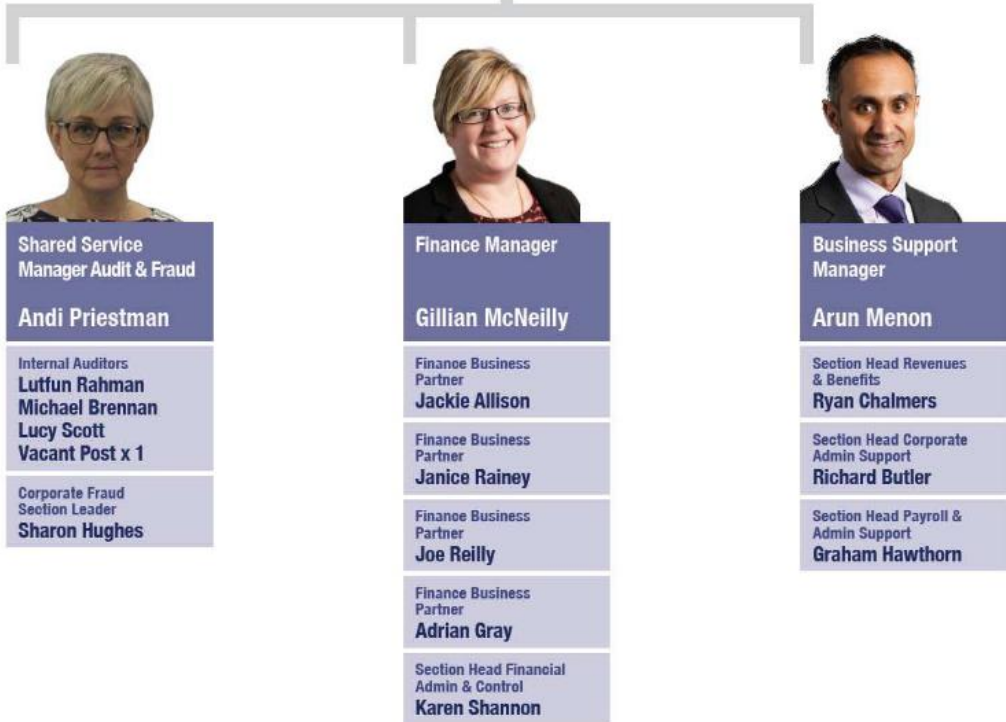 Shared Service
Manager Audit & Fraud
Andi Priestman
Internal Auditors
Lutfun Rahman
Michael Brennan
Lucy Scott
Vacant Post x 1
Corporate Fraud
Section Leader
Sharon Hughes
Finance Manager
Gillian McNeilly
Finance Business
Partner
Jackie Allison
Finance Business
Partner
Janice Rainey
Finance Business
Partner
Joe Reilly
Finance Business
Partner
Adrian Gray
Section Head Financial
Admin & Control
Karen Shannon
Business Support
Manager
Arun Menon
Section Head Revenues
& Benefits
Ryan Chalmers
Section Head Corporate
Admin Support
Richard Butler
Section Head Payroll &
Admin Support
Graham Hawthorn